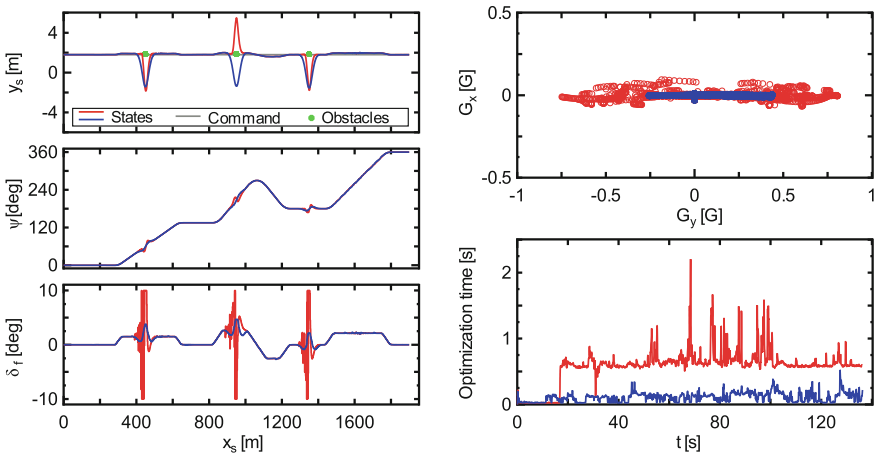 4
0
-4
y_s [m]
States Command Obstacles
360
240
120
0
ψ[deg]
10
0
-10
δ_f [deg]
0 400 800 1200 1600
x_s [m]
0.5
0
-0.5
G_x [G]
-1 -0.5 0 0.5 1
G_y [G]
2
1
0
Optimization time [s]
0 40 80 120
t [s]